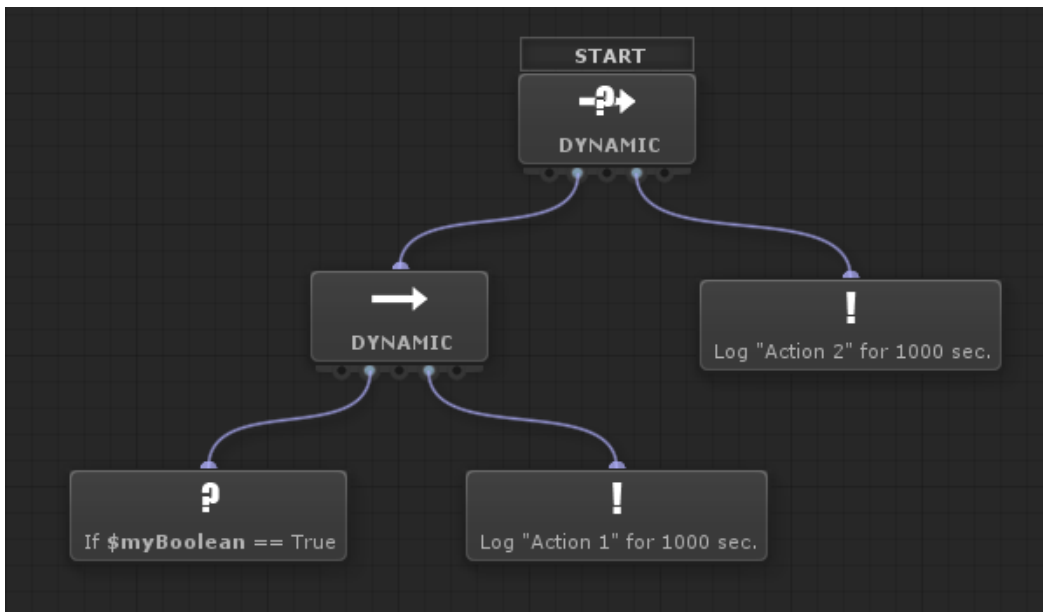 START
DYNAMIC
DYNAMIC
Log "Action 2" for 1000 sec.
If $myBoolean == True
Log "Action 1" for 1000 sec.